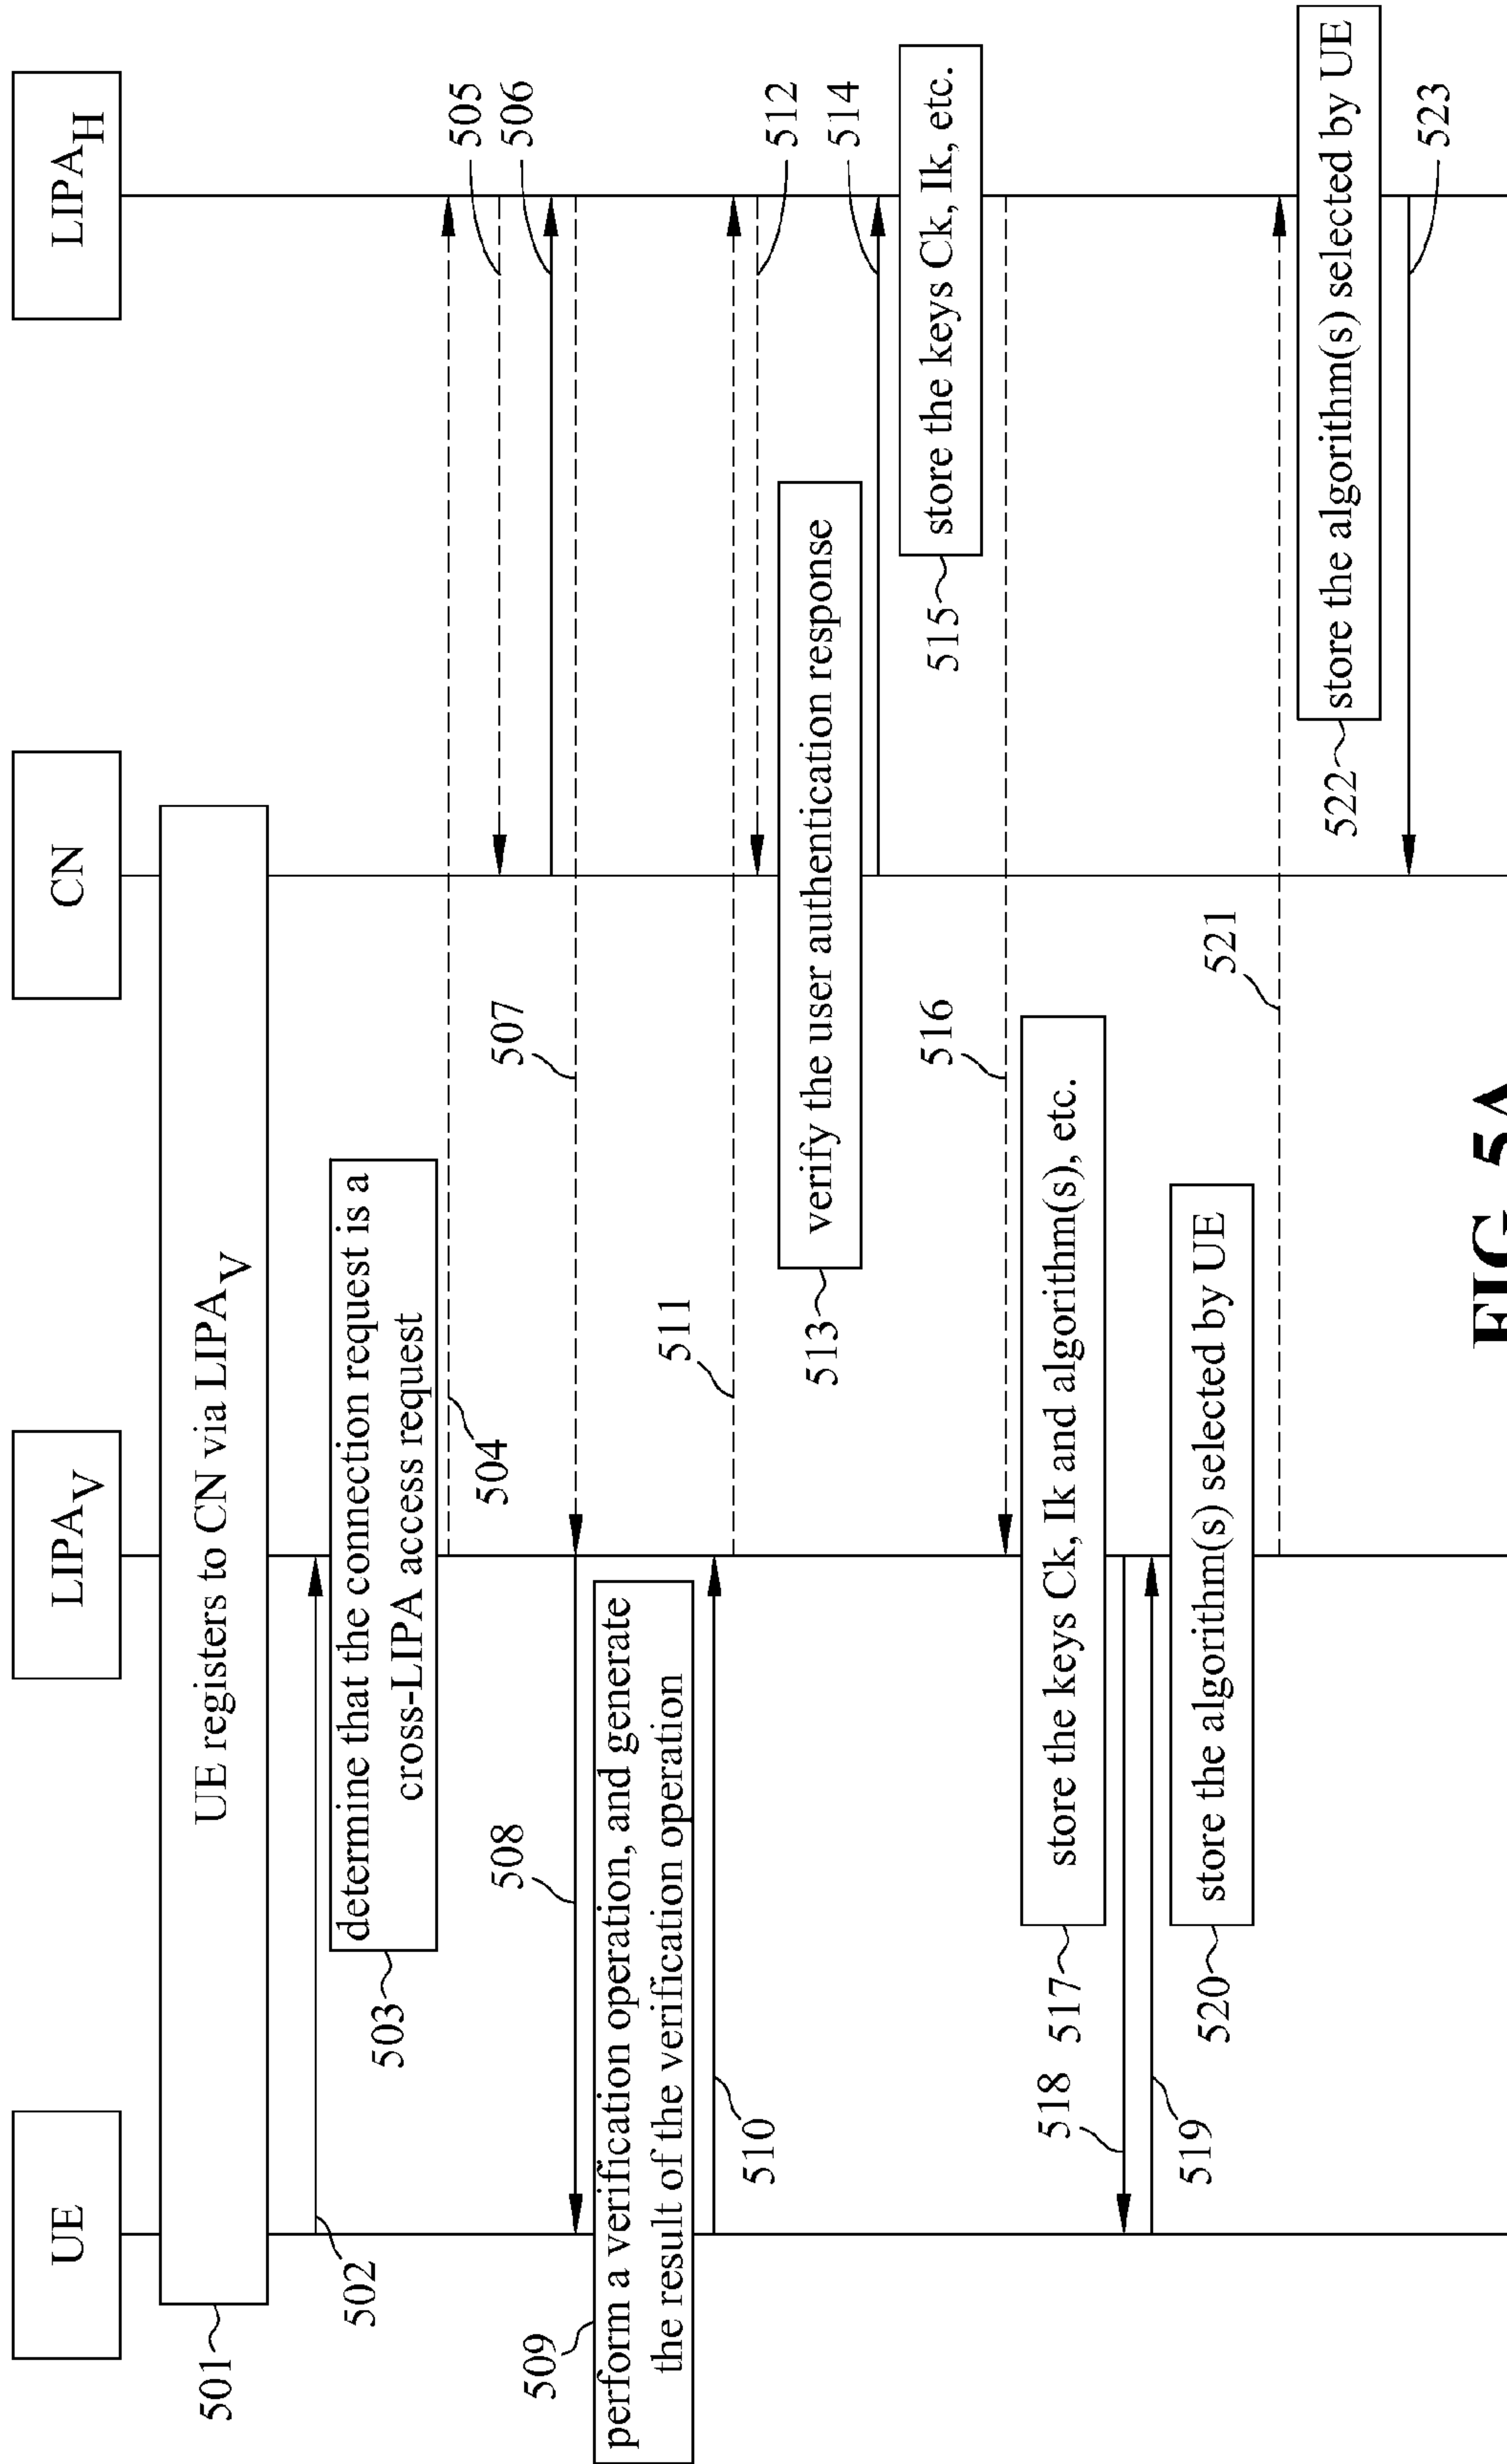 UE
LIPAV
CN
LIPAH
501
UE registers to CN via LIPAV
502
503
determine that the connection request is a
cross-LIPA access request
504
505
506
507
508
509
perform a verification operation, and generate
the result of the verification operation
510
511
512
513
verify the user authentication response
514
515
store the keys Ck, Ik, etc.
516
517
store the keys Ck, Ik and algorithm(s), etc.
518
519
520
store the algorithm(s) selected by UE
521
522
store the algorithm(s) selected by UE
523